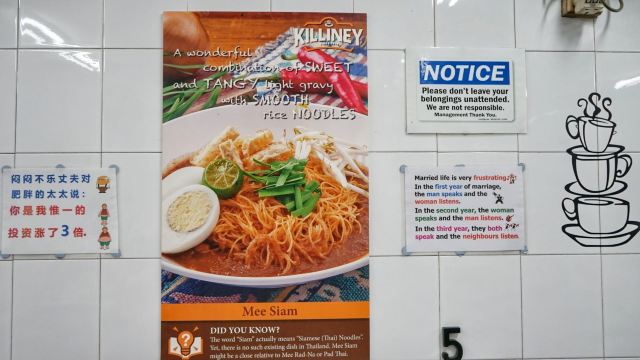 KILLINEY
A wonderful
combination of SWEET
and TANGY light gravy
with SMOOTH
rice NOODLES
Mee Siam
DID YOU KNOW?
The word "Siam" actually means "Siamese (Thai) Noodles".
Yet, there is no such existing dish in Thailand. Mee Siam
might be a close relative to Mee Rad-Na or Pad Thai.
闷闷不乐丈夫对
肥胖的太太说:
你是我惟一的
投资涨了3倍.
NOTICE
Please don't leave your
belongings unattended.
We are not responsible.
Management Thank You.
Married life is very frustrating.
In the first year of marriage,
the man speaks and the
woman listens.
In the second year, the woman
speaks and the man listens.
In the third year, they both
speak and the neighbours listen
5